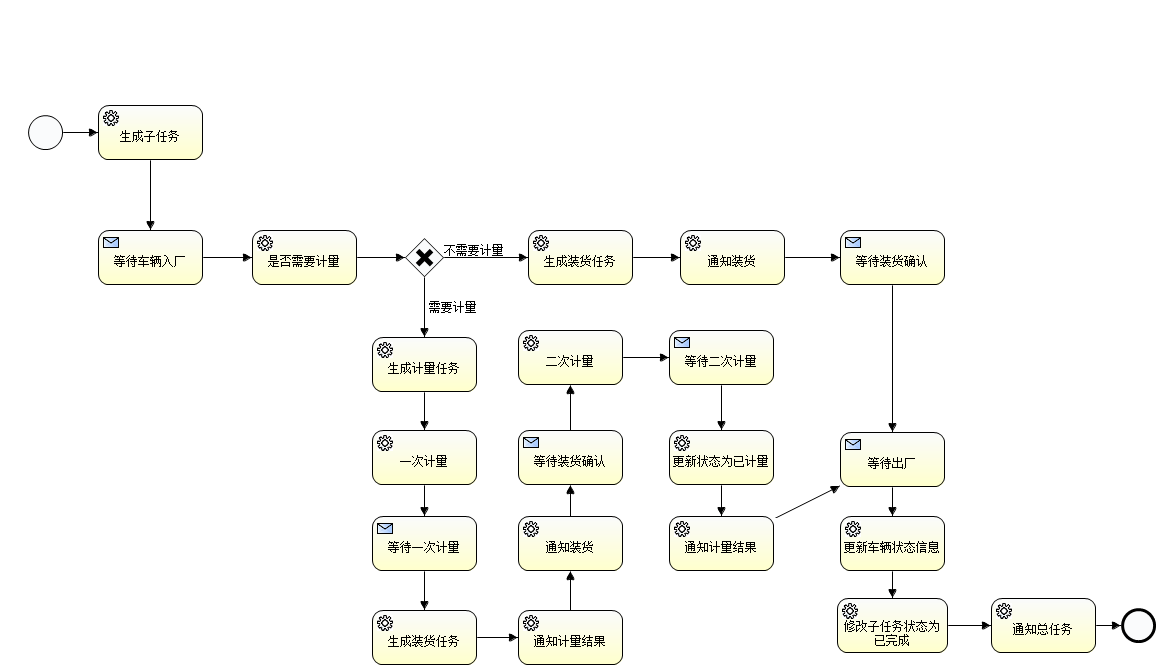 生成子任务
等待车辆入厂
是否需要计量
不需要计量
生成装货任务
通知装货
等待装货确认
需要计量
生成计量任务
二次计量
等待二次计量
一次计量
等待装货确认
更新状态为已计量
等待出厂
等待一次计量
通知装货
通知计量结果
更新车辆状态信息
生成装货任务
通知计量结果
修改子任务状态为
已完成
通知总任务